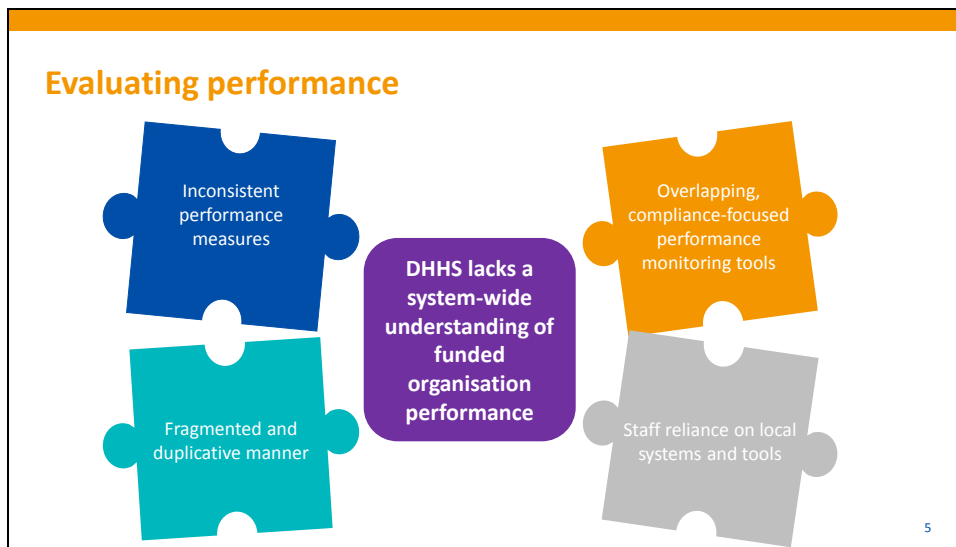 Evaluating performance
Inconsistent
performance
measures
Overlapping,
compliance-focused
performance
monitoring tools
DHHS lacks a
system-wide
understanding of
funded
organisation
performance
Fragmented and
duplicative manner
Staff reliance on local
systems and tools
5